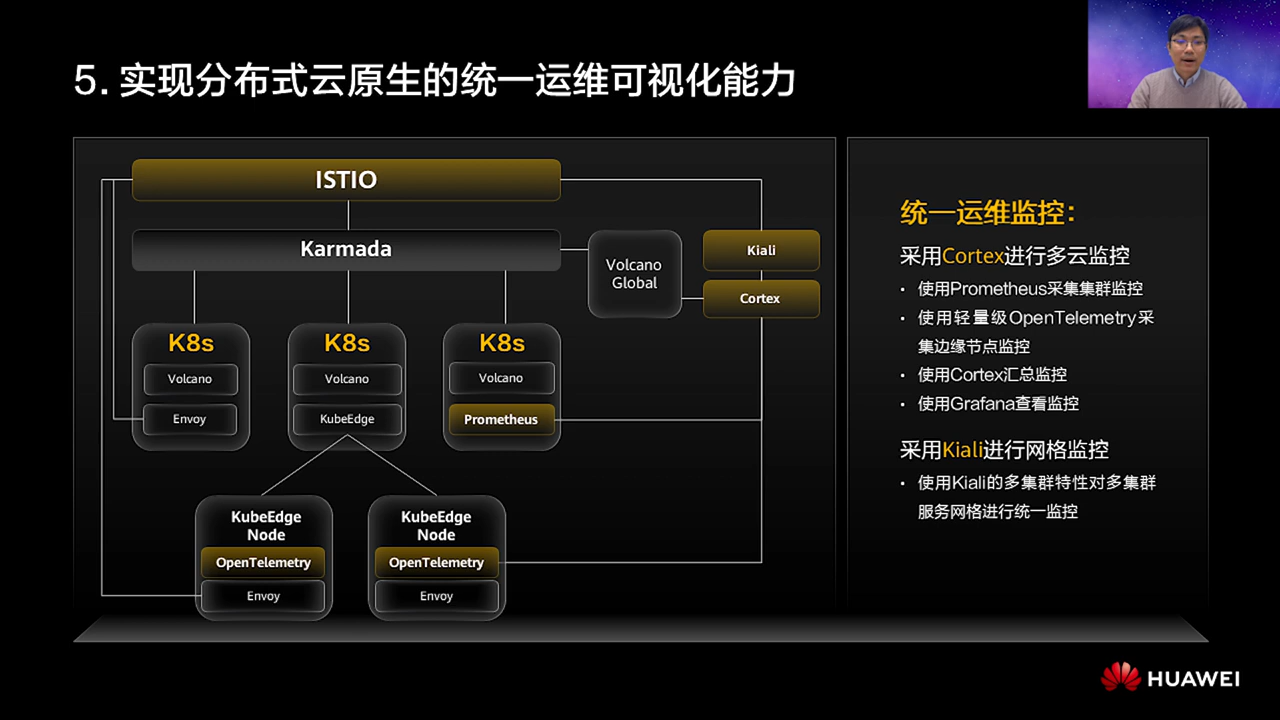 5. 实现分布式云原生的统一运维可视化能力
ISTIO
Karmada
Volcano
Global
Kiali
Cortex
K8s
Volcano
Envoy
K8s
Volcano
KubeEdge
K8s
Volcano
Prometheus
KubeEdge
Node
OpenTelemetry
Envoy
KubeEdge
Node
OpenTelemetry
Envoy
统一运维监控：
采用Cortex进行多云监控
• 使用Prometheus采集集群监控
• 使用轻量级OpenTelemetry采
集边缘节点监控
• 使用Cortex汇总监控
• 使用Grafana查看监控
采用Kiali进行网格监控
• 使用Kiali的多集群特性对多集群
服务网格进行统一监控
HUAWEI